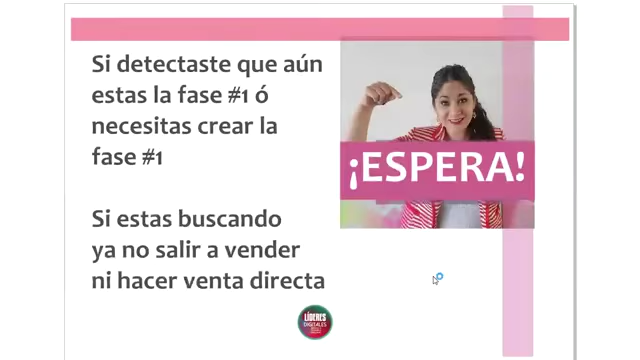 Si detectaste que aún
estas la fase #1 ó
necesitas crear la
fase #1
¡ESPERA!
Si estas buscando
ya no salir a vender
ni hacer venta directa
LÍDERES
DIGITALES